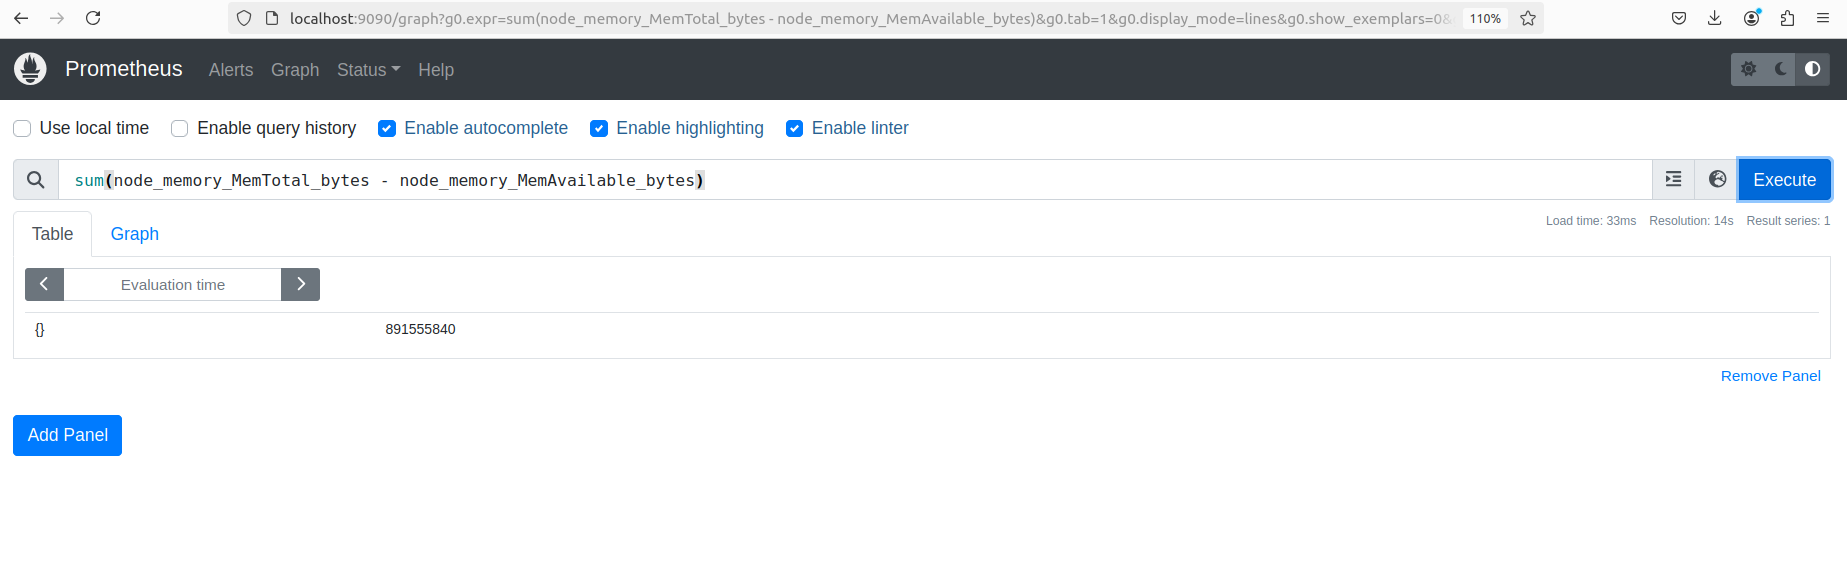 localhost:9090/graph?g0.expr=sum(node_memory_MemTotal_bytes - node_memory_MemAvailable_bytes)&g0.tab=1&g0.display_mode=lines&g0.show_exemplars=0& 110%
Prometheus Alerts Graph Status Help
Use local time Enable query history Enable autocomplete Enable highlighting Enable linter
sum(node_memory_MemTotal_bytes - node_memory_MemAvailable_bytes) Execute
Load time: 33ms Resolution: 14s Result series: 1
Table Graph
Evaluation time
{} 891555840
Remove Panel
Add Panel